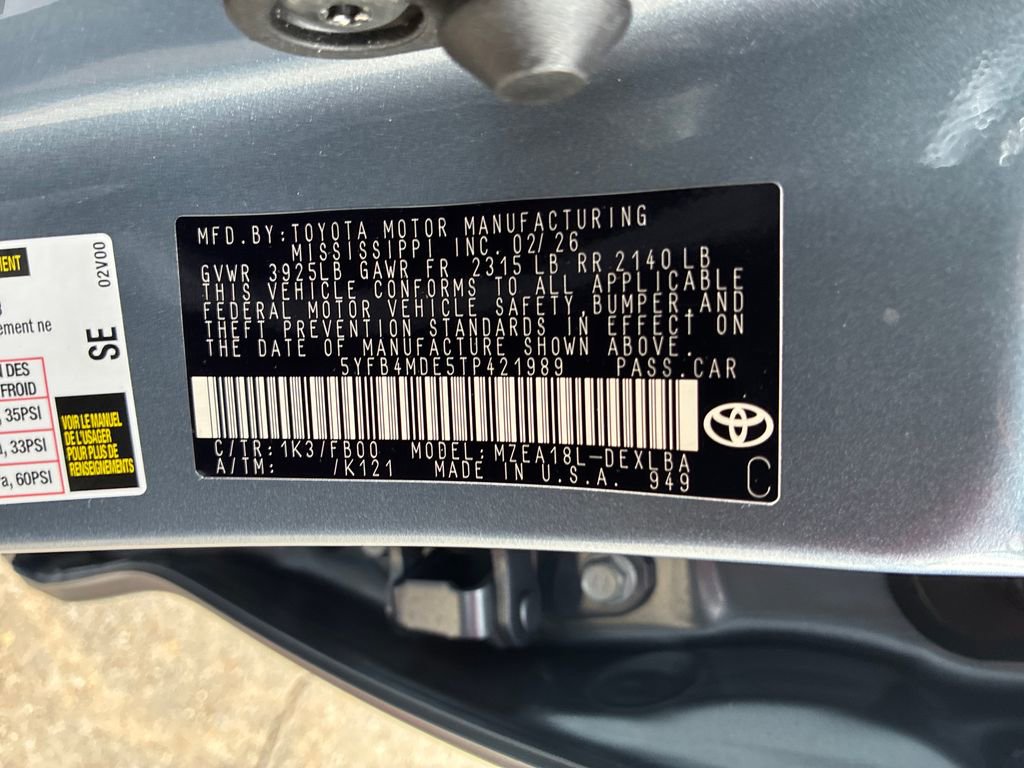 MFD.BY:TOYOTA MOTOR MANUFACTURING
MISSISSIPPI INC. 02/26
GVWR 3925LB GAWR FR 2315 LB RR 2140 LB
THIS VEHICLE CONFORMS TO ALL APPLICABLE
FEDERAL MOTOR VEHICLE SAFETY,BUMPER,AND
THEFT PREVENTION STANDARDS IN EFFECT ON
THE DATE OF MANUFACTURE SHOWN ABOVE.
5YFB4MDE5TP421989 PASS.CAR
C/TR:1K3/FB00 MODEL:MZEA18L-DEXLBA
A/TM: /K121 MADE IN U.S.A. 949
C
02V00
SE
ement ne
N DES
FROID
, 35PSI
, 33PSI
a, 60PSI
VOIR LE MANUEL
DE L'USAGER
POUR PLUS DE
RENSEIGNEMENTS